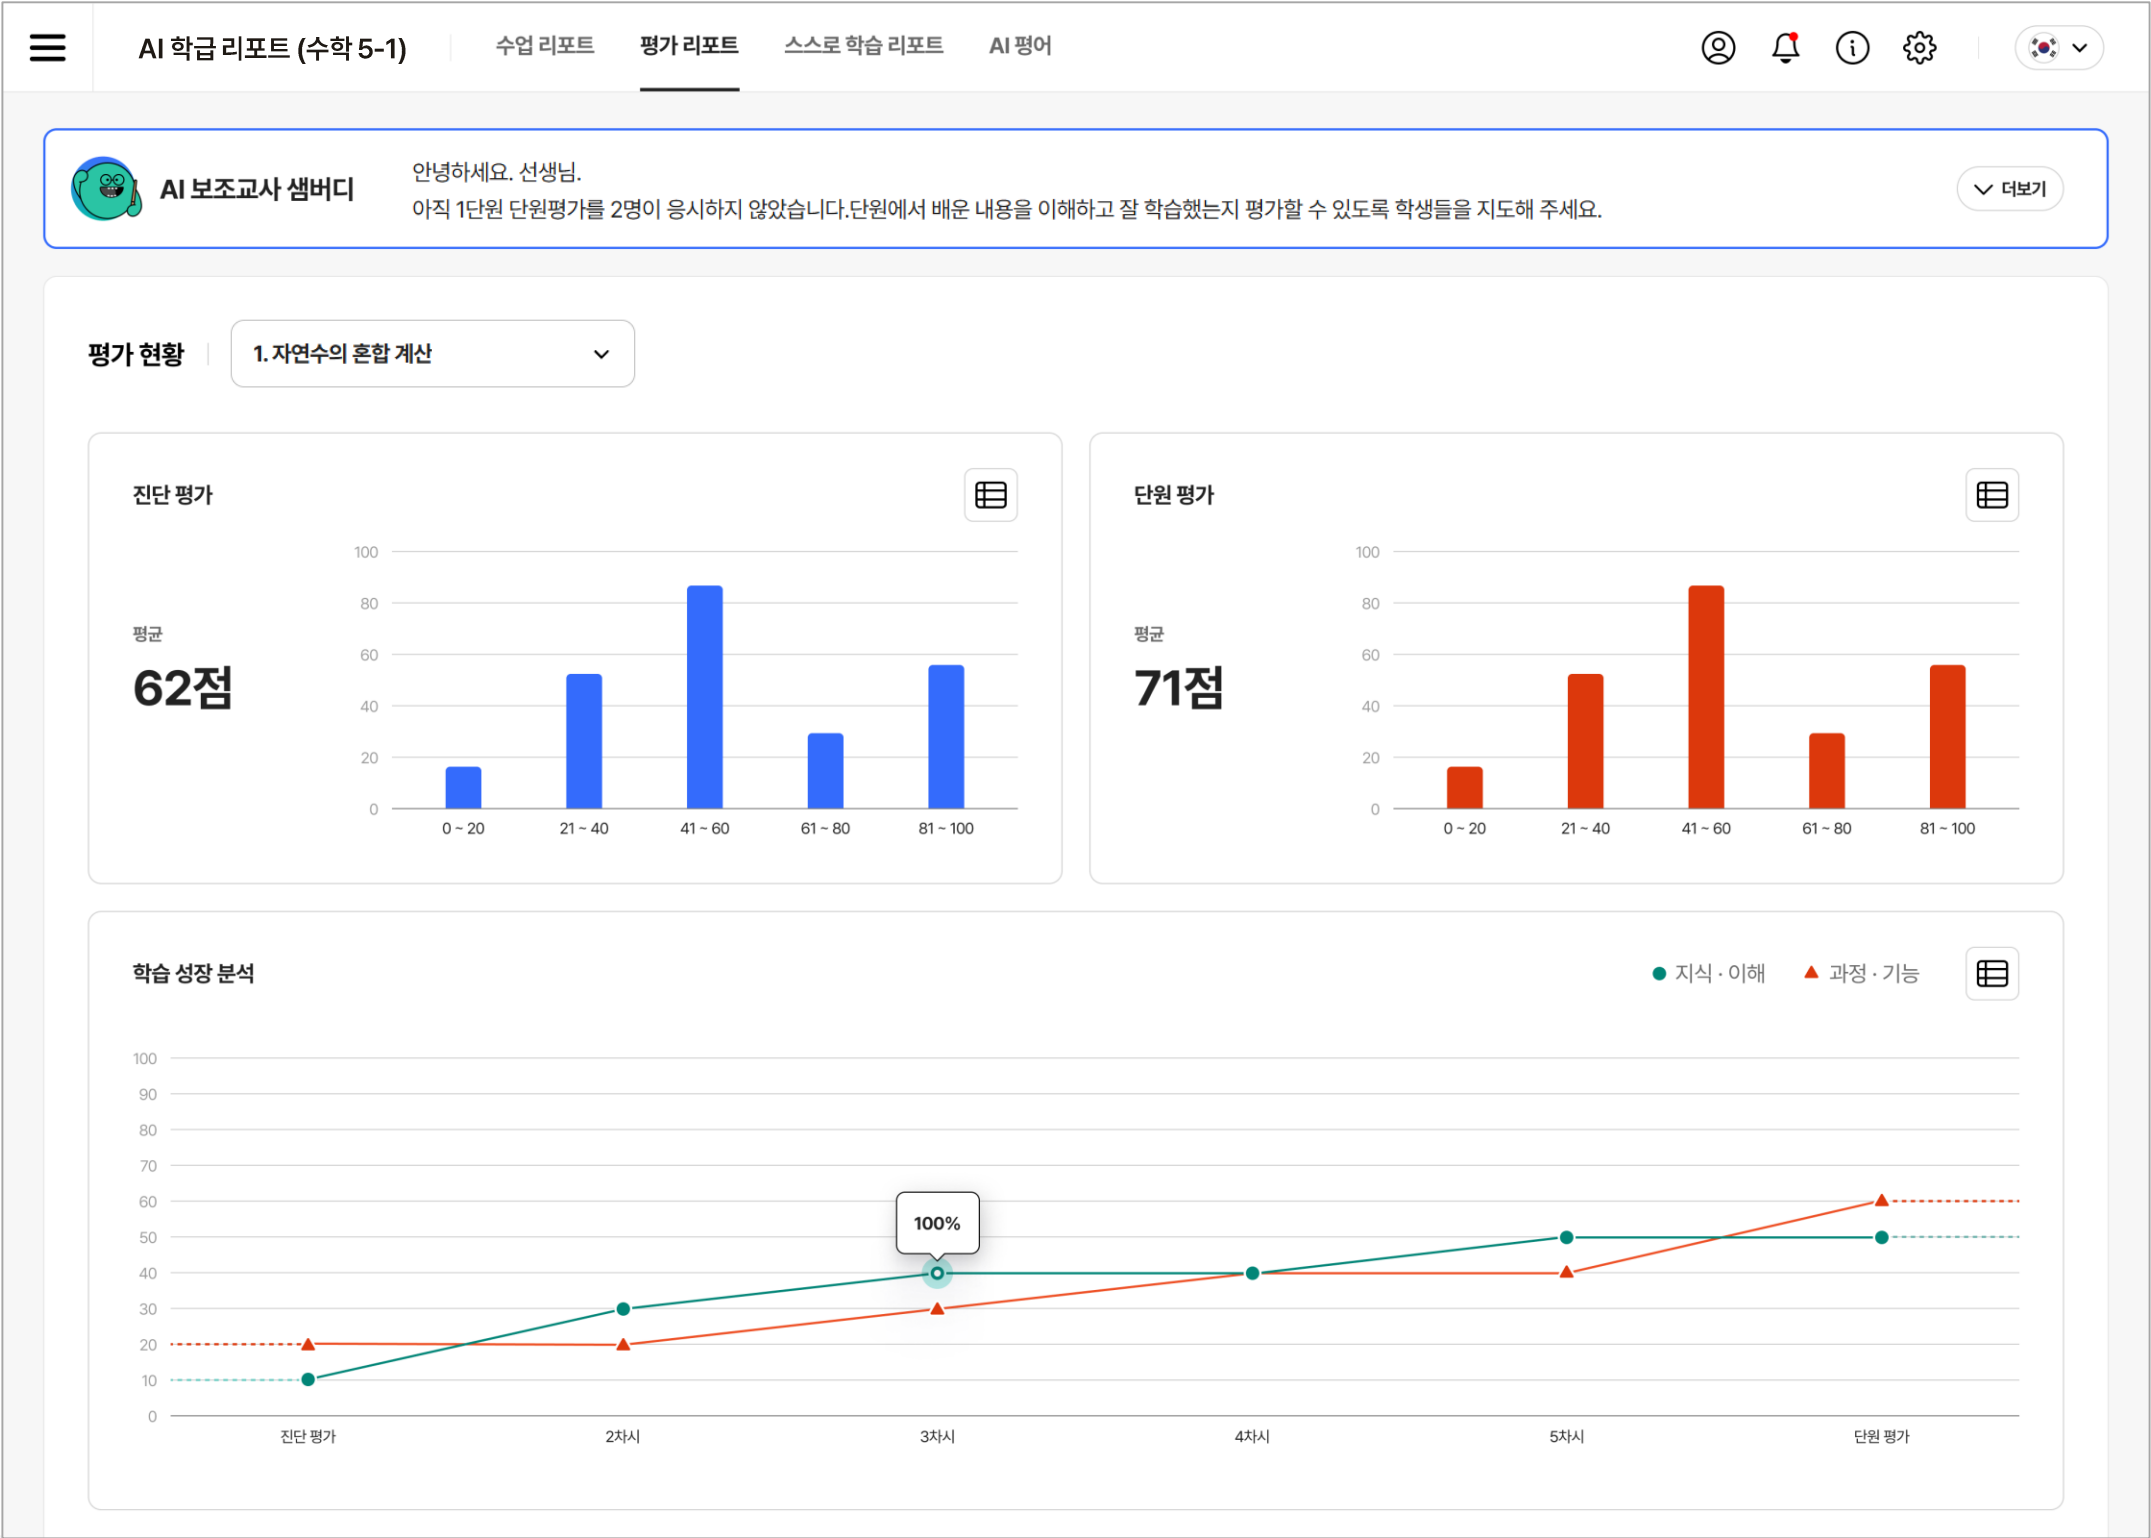 AI 학급 리포트 (수학 5-1)
수업 리포트
평가 리포트
스스로 학습 리포트
AI 평어
AI 보조교사 샘버디
안녕하세요. 선생님.
아직 1단원 단원평가를 2명이 응시하지 않았습니다.단원에서 배운 내용을 이해하고 잘 학습했는지 평가할 수 있도록 학생들을 지도해 주세요.
더보기
평가 현황
1. 자연수의 혼합 계산
진단 평가
평균
62점
100
80
60
40
20
0
0 ~ 20
21 ~ 40
41 ~ 60
61 ~ 80
81 ~ 100
단원 평가
평균
71점
100
80
60
40
20
0
0 ~ 20
21 ~ 40
41 ~ 60
61 ~ 80
81 ~ 100
학습 성장 분석
지식 · 이해
과정 · 기능
100
90
80
70
60
50
40
30
20
10
0
100%
진단 평가
2차시
3차시
4차시
5차시
단원 평가